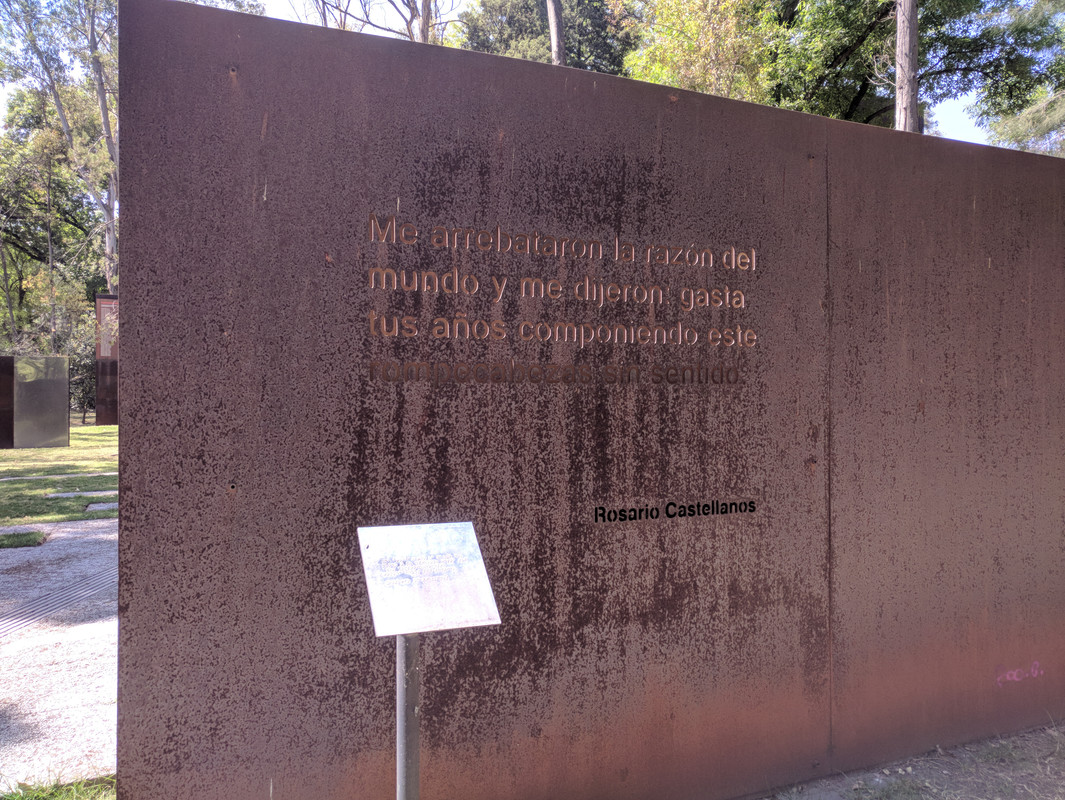 Me arrebataron la razón del
mundo y me dijeron: gasta
tus años componiendo este
rompecabezas sin sentido.
Rosario Castellanos